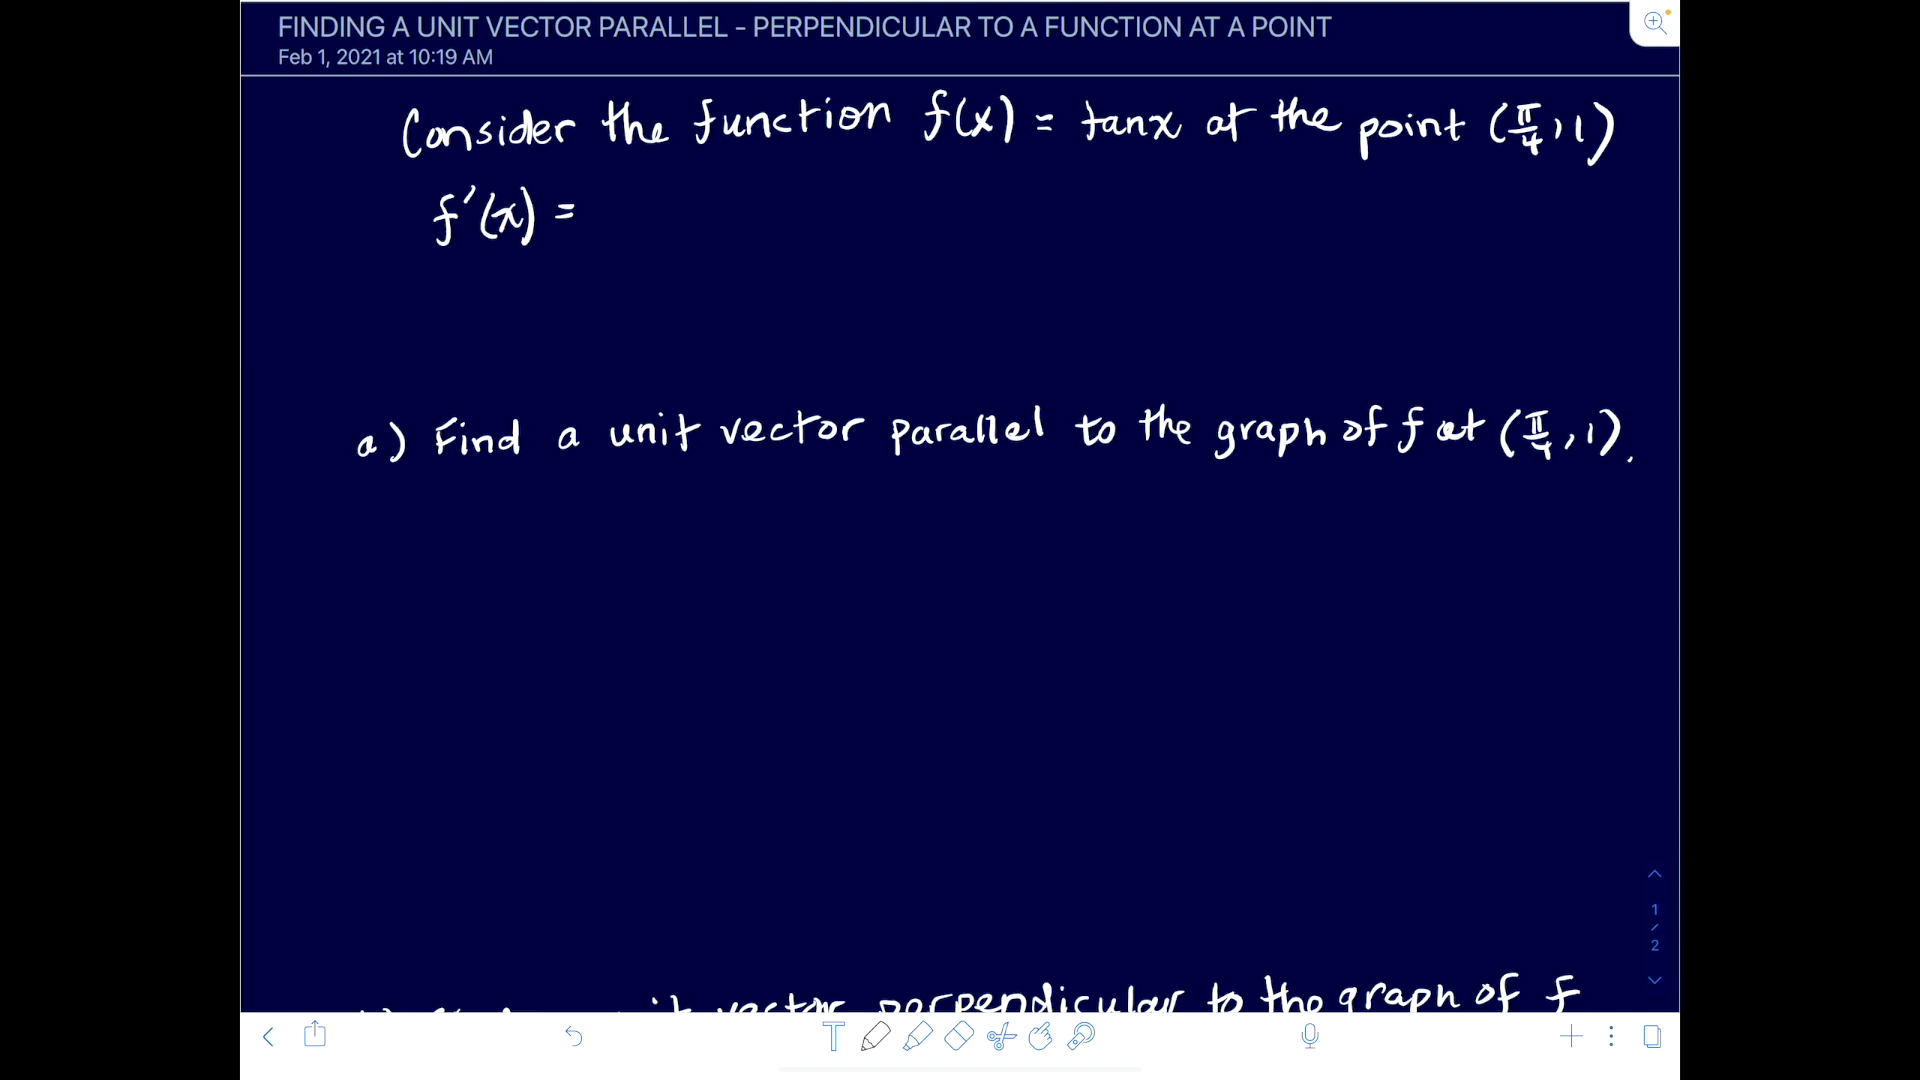 FINDING A UNIT VECTOR PARALLEL - PERPENDICULAR TO A FUNCTION AT A POINT
Feb 1, 2021 at 10:19 AM
Consider the function f(x) = tanx at the point (π/4, 1)
f'(x) =
a) Find a unit vector parallel to the graph of f at (π/4, 1).
1
/
2
vector perpendicular to the graph of f